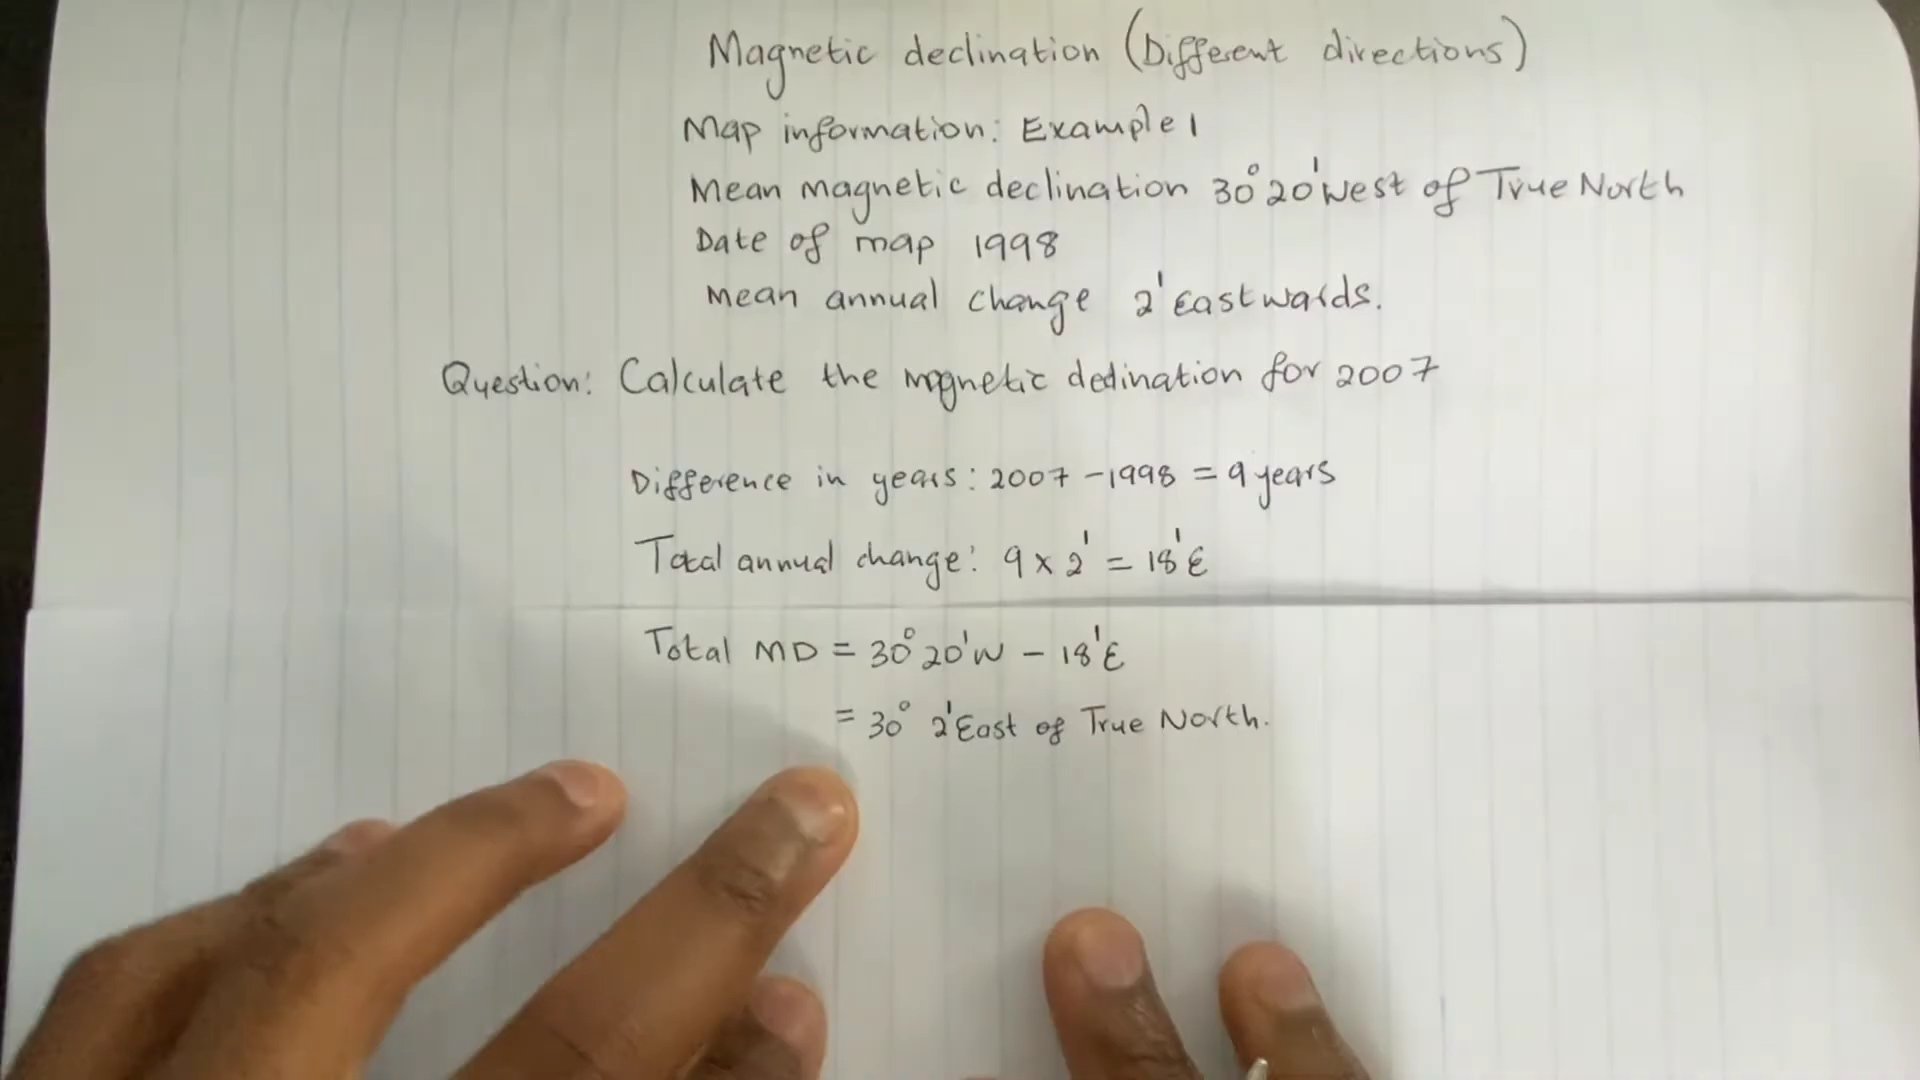 Magnetic declination (Different directions)
Map information: Example 1
Mean magnetic declination 30°20' West of True North
Date of map 1998
Mean annual change 2' Eastwards.
Question: Calculate the magnetic declination for 2007
Difference in years: 2007 - 1998 = 9 years
Total annual change: 9 x 2' = 18'E
Total MD = 30°20'W - 18'E
= 30° 2' East of True North.